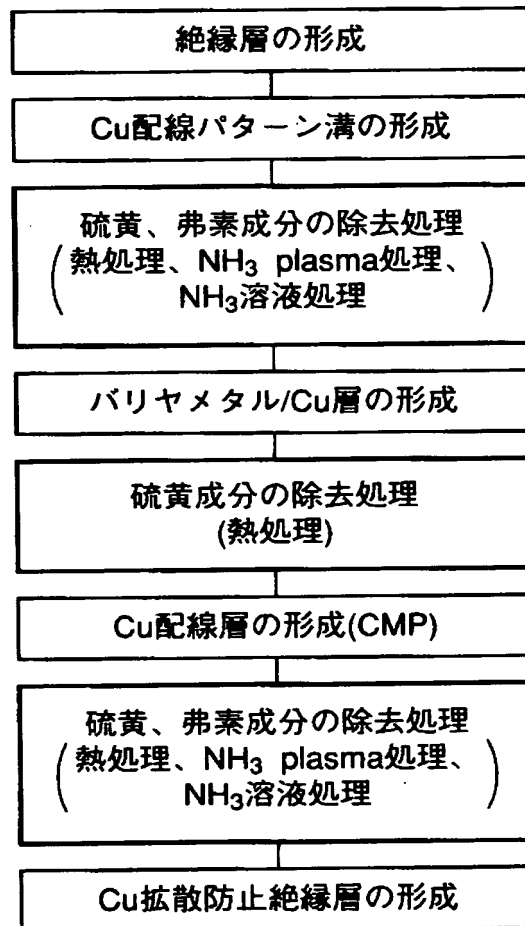 絶縁層の形成
Cu配線パターン溝の形成
硫黄、弗素成分の除去処理
(熱処理、NH₃ plasma処理、
NH₃溶液処理)
バリヤメタル/Cu層の形成
硫黄成分の除去処理
(熱処理)
Cu配線層の形成(CMP)
硫黄、弗素成分の除去処理
(熱処理、NH₃ plasma処理、
NH₃溶液処理)
Cu拡散防止絶縁層の形成